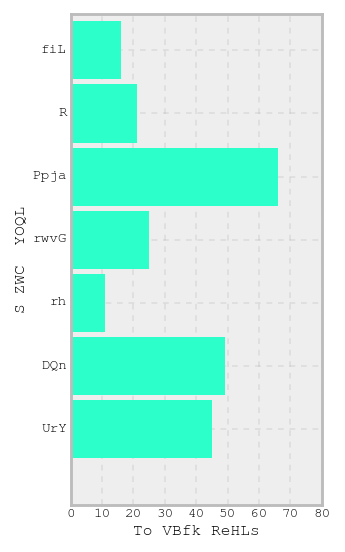 fiL
R
Ppja
rwvG
rh
DQn
UrY
S ZWC  YOQL
0 10 20 30 40 50 60 70 80
To VBfk ReHLs